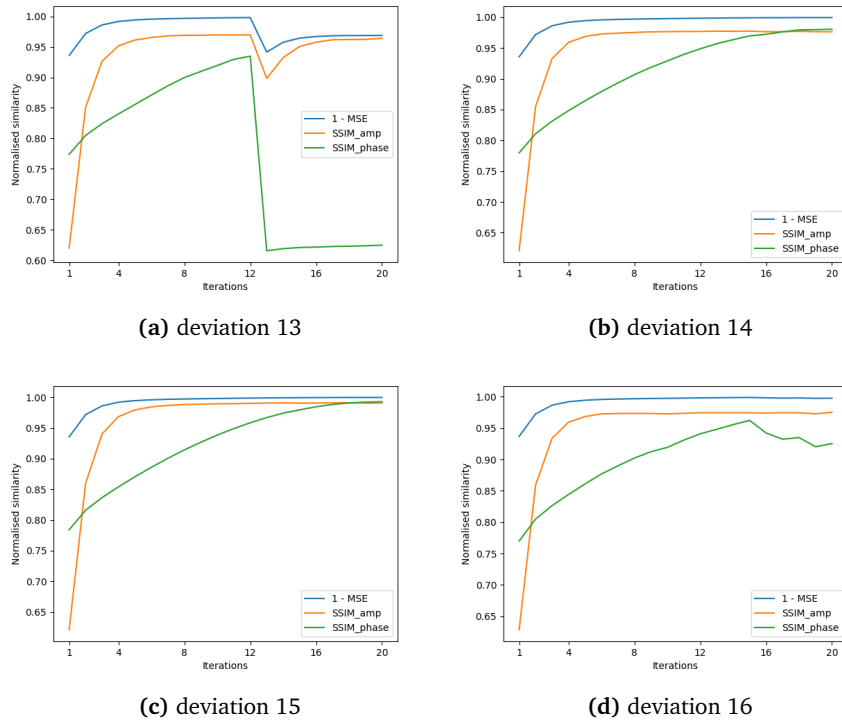 1.00
0.95
0.90
0.85
0.80
0.75
0.70
0.65
0.60
Normalised similarity
1 - MSE
SSIM_amp
SSIM_phase
1 4 8 12 16 20
Iterations
(a) deviation 13
1.00
0.95
0.90
0.85
0.80
0.75
0.70
0.65
Normalised similarity
1 - MSE
SSIM_amp
SSIM_phase
1 4 8 12 16 20
Iterations
(b) deviation 14
1.00
0.95
0.90
0.85
0.80
0.75
0.70
0.65
Normalised similarity
1 - MSE
SSIM_amp
SSIM_phase
1 4 8 12 16 20
Iterations
(c) deviation 15
1.00
0.95
0.90
0.85
0.80
0.75
0.70
0.65
Normalised similarity
1 - MSE
SSIM_amp
SSIM_phase
1 4 8 12 16 20
Iterations
(d) deviation 16